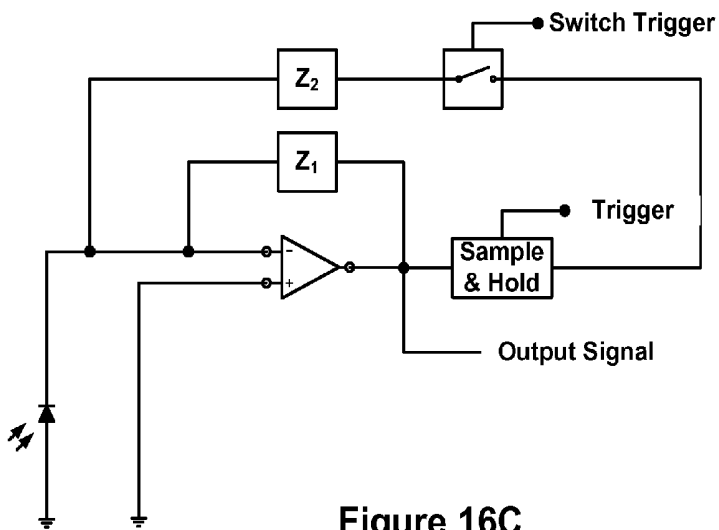 Switch Trigger
Z₂
Z₁
Trigger
Sample
& Hold
-
+
Output Signal
Figure 16C